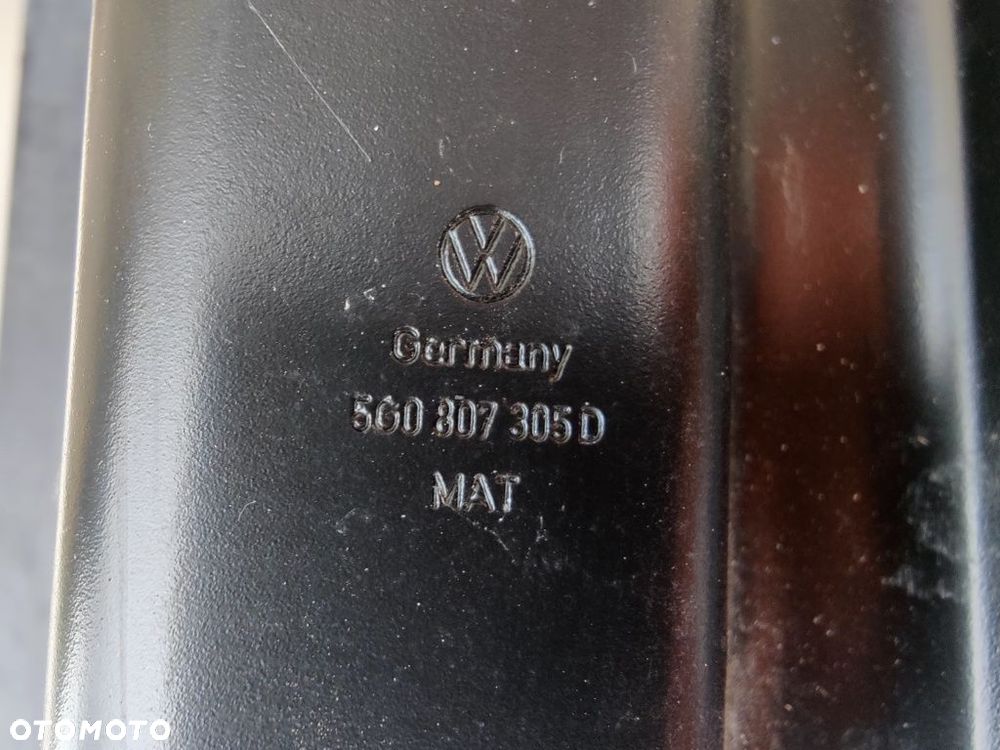 Germany
5G0 807 305 D
MAT
OTOMOTO